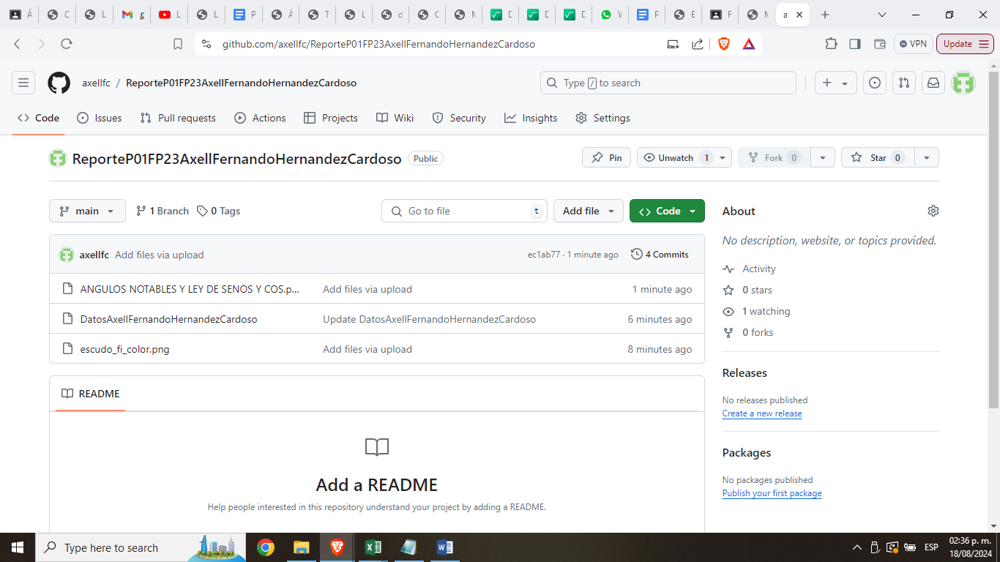 github.com/axellfc/ReporteP01FP23AxellFernandoHernandezCardoso
VPN
Update
axellfc / ReporteP01FP23AxellFernandoHernandezCardoso
Type / to search
Code Issues Pull requests Actions Projects Wiki Security Insights Settings
ReporteP01FP23AxellFernandoHernandezCardoso Public
Pin Unwatch 1 Fork 0 Star 0
main 1 Branch 0 Tags Go to file t Add file Code
About
No description, website, or topics provided.
axellfc Add files via upload ec1ab77 · 1 minute ago 4 Commits
Activity
ANGULOS NOTABLES Y LEY DE SENOS Y COS.p... Add files via upload 1 minute ago
0 stars
1 watching
DatosAxellFernandoHernandezCardoso Update DatosAxellFernandoHernandezCardoso 6 minutes ago
0 forks
escudo_fi_color.png Add files via upload 8 minutes ago
Releases
README
No releases published
Create a new release
Packages
Add a README
No packages published
Publish your first package
Help people interested in this repository understand your project by adding a README.
Type here to search
ESP
02:36 p. m.
18/08/2024